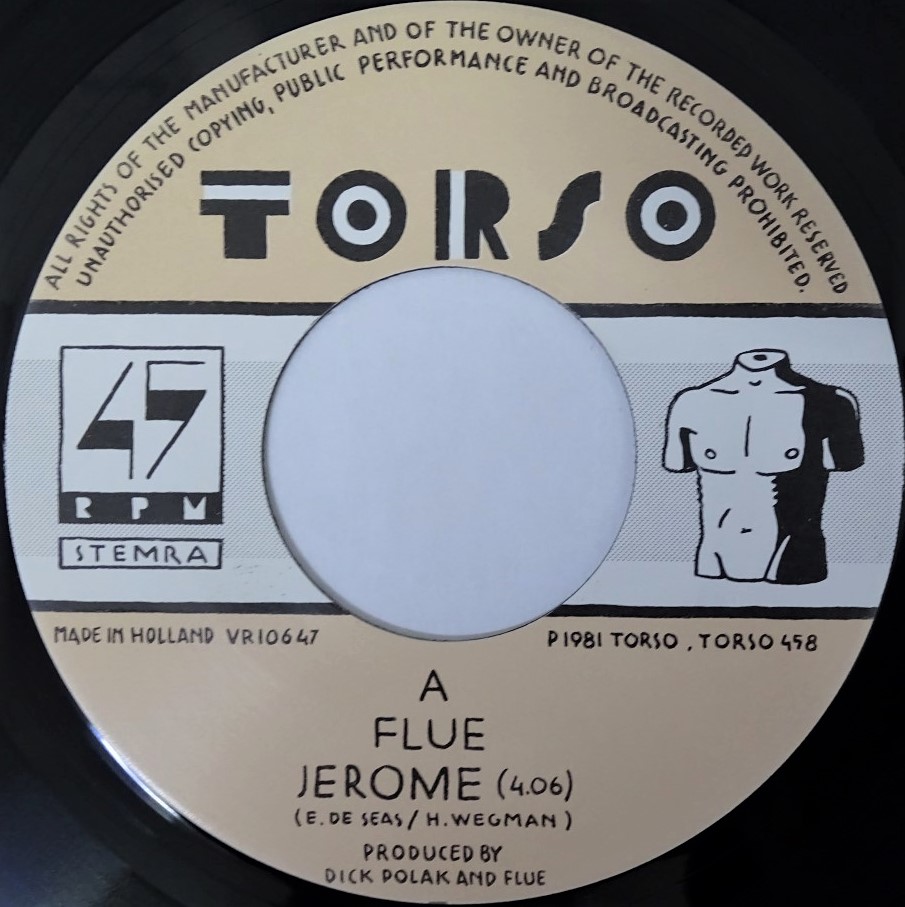 ALL RIGHTS OF THE MANUFACTURER AND OF THE OWNER OF THE RECORDED WORK RESERVED
UNAUTHORISED COPYING, PUBLIC PERFORMANCE AND BROADCASTING PROHIBITED.
TORSO
45
RPM
STEMRA
MADE IN HOLLAND VR10647
P1981 TORSO, TORSO 458
A
FLUE
JEROME (4.06)
(E. DE SEAS / H. WEGMAN)
PRODUCED BY
DICK POLAK AND FLUE